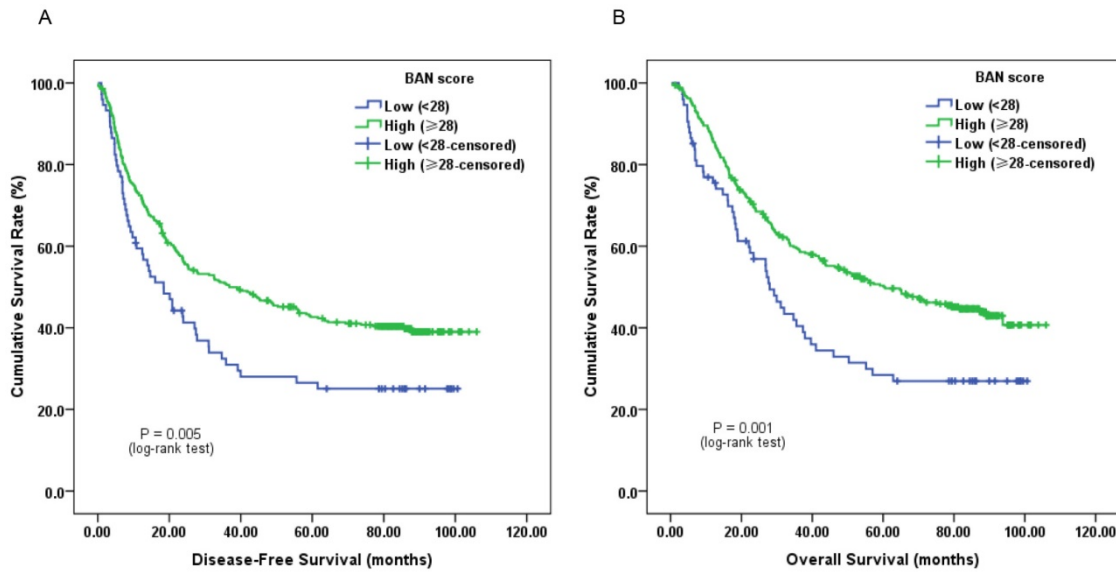 A
BAN score
Low (<28)
High (≥28)
Low (<28-censored)
High (≥28-censored)
Cumulative Survival Rate (%)
100.0
80.0
60.0
40.0
20.0
0.0
P = 0.005
(log-rank test)
0.00 20.00 40.00 60.00 80.00 100.00 120.00
Disease-Free Survival (months)
B
BAN score
Low (<28)
High (≥28)
Low (<28-censored)
High (≥28-censored)
Cumulative Survival Rate (%)
100.0
80.0
60.0
40.0
20.0
0.0
P = 0.001
(log-rank test)
0.00 20.00 40.00 60.00 80.00 100.00 120.00
Overall Survival (months)